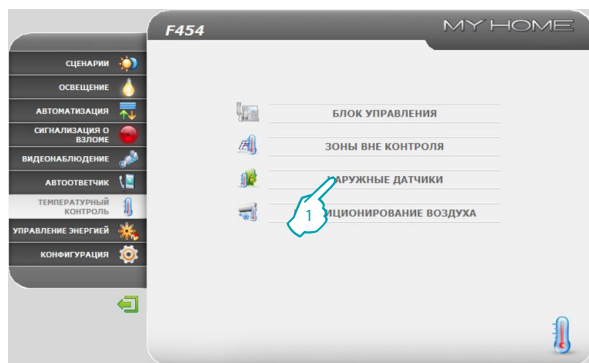 F454
MY HOME
СЦЕНАРИИ
ОСВЕЩЕНИЕ
АВТОМАТИЗАЦИЯ
СИГНАЛИЗАЦИЯ О
ВЗЛОМЕ
ВИДЕОНАБЛЮДЕНИЕ
АВТООТВЕТЧИК
ТЕМПЕРАТУРНЫЙ
КОНТРОЛЬ
УПРАВЛЕНИЕ ЭНЕРГИЕЙ
КОНФИГУРАЦИЯ
БЛОК УПРАВЛЕНИЯ
ЗОНЫ ВНЕ КОНТРОЛЯ
НАРУЖНЫЕ ДАТЧИКИ
ИЦИОНИРОВАНИЕ ВОЗДУХА
1